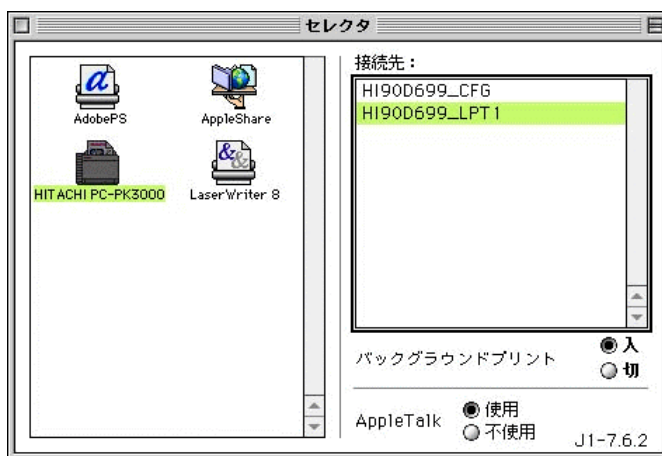 セレクタ
AdobePS
AppleShare
HITACHI PC-PK3000
LaserWriter 8
接続先：
HI90D699_CFG
HI90D699_LPT1
バックグラウンドプリント
入
切
AppleTalk
使用
不使用
J1-7.6.2